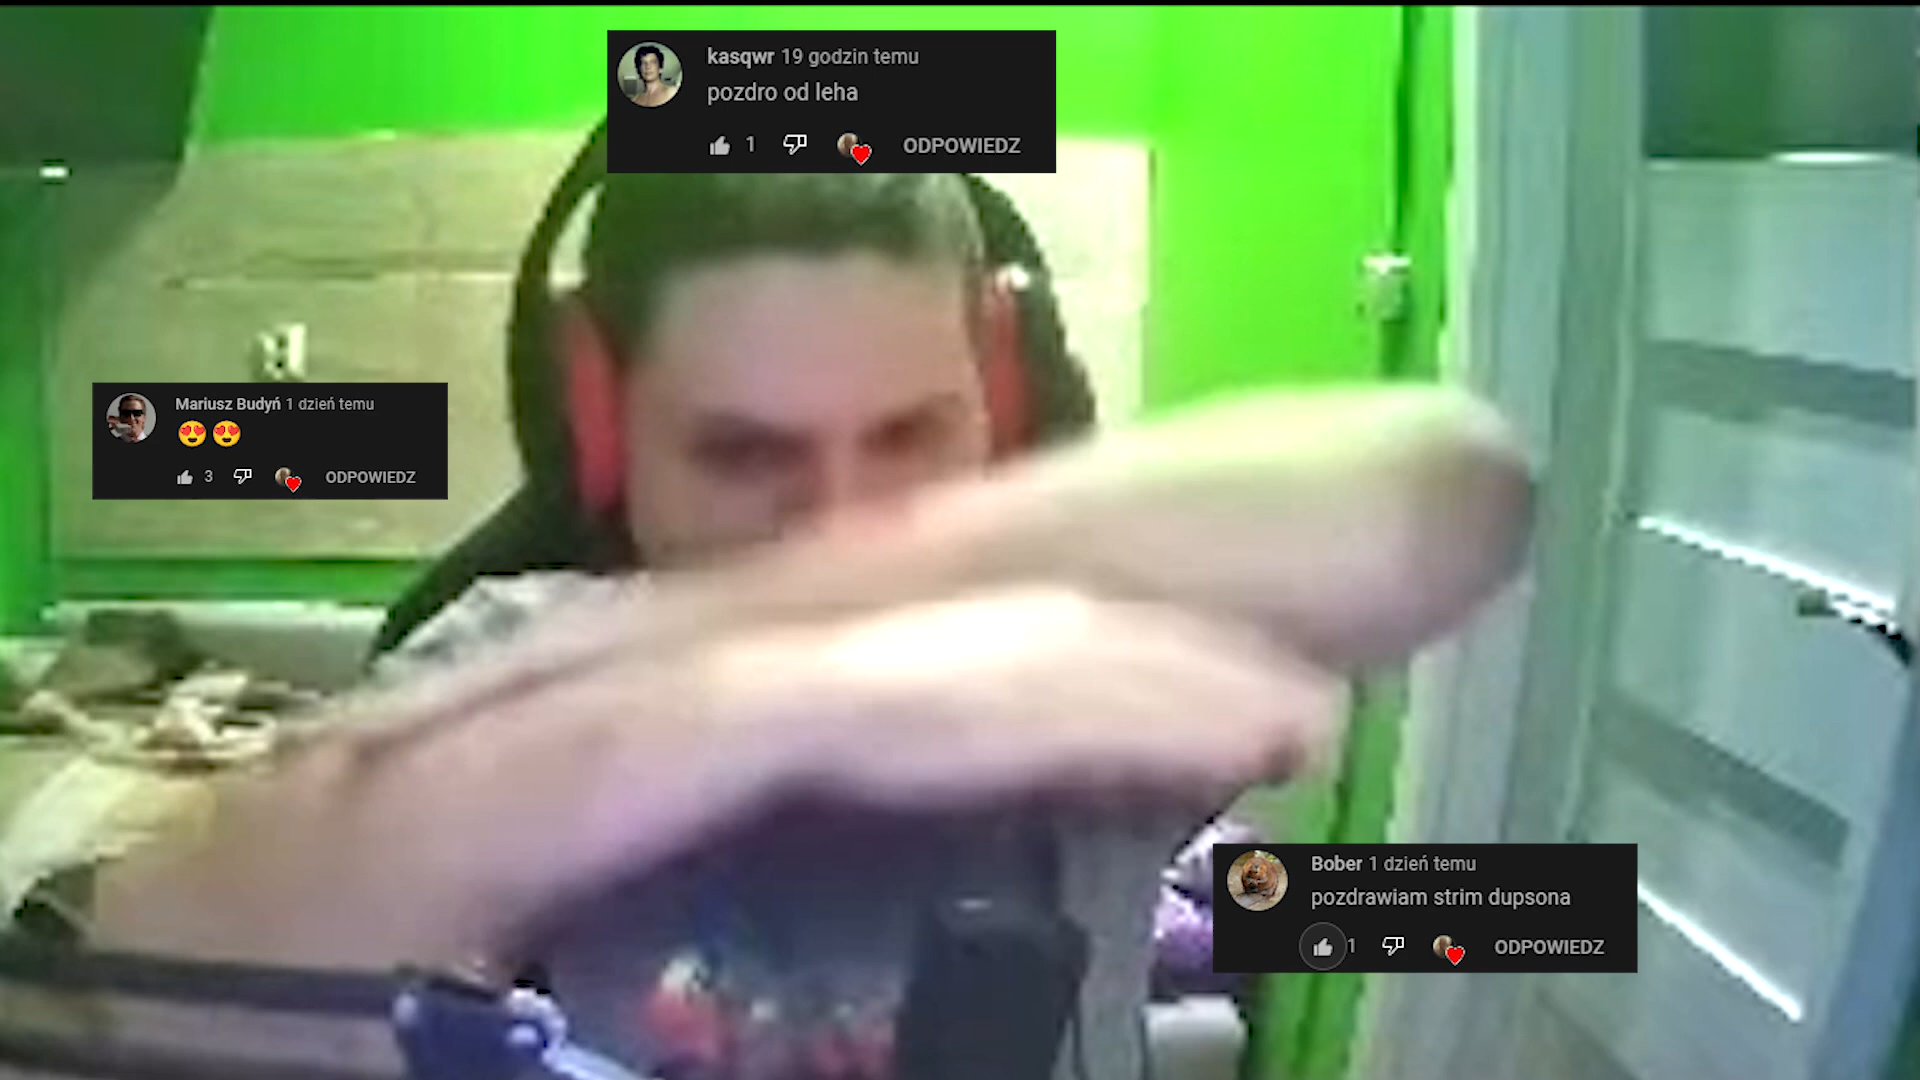 kasqwr 19 godzin temu
pozdro od leha
1 ODPOWIEDZ
Mariusz Budyń 1 dzień temu
😍😍
3 ODPOWIEDZ
Bober 1 dzień temu
pozdrawiam strim dupsona
1 ODPOWIEDZ